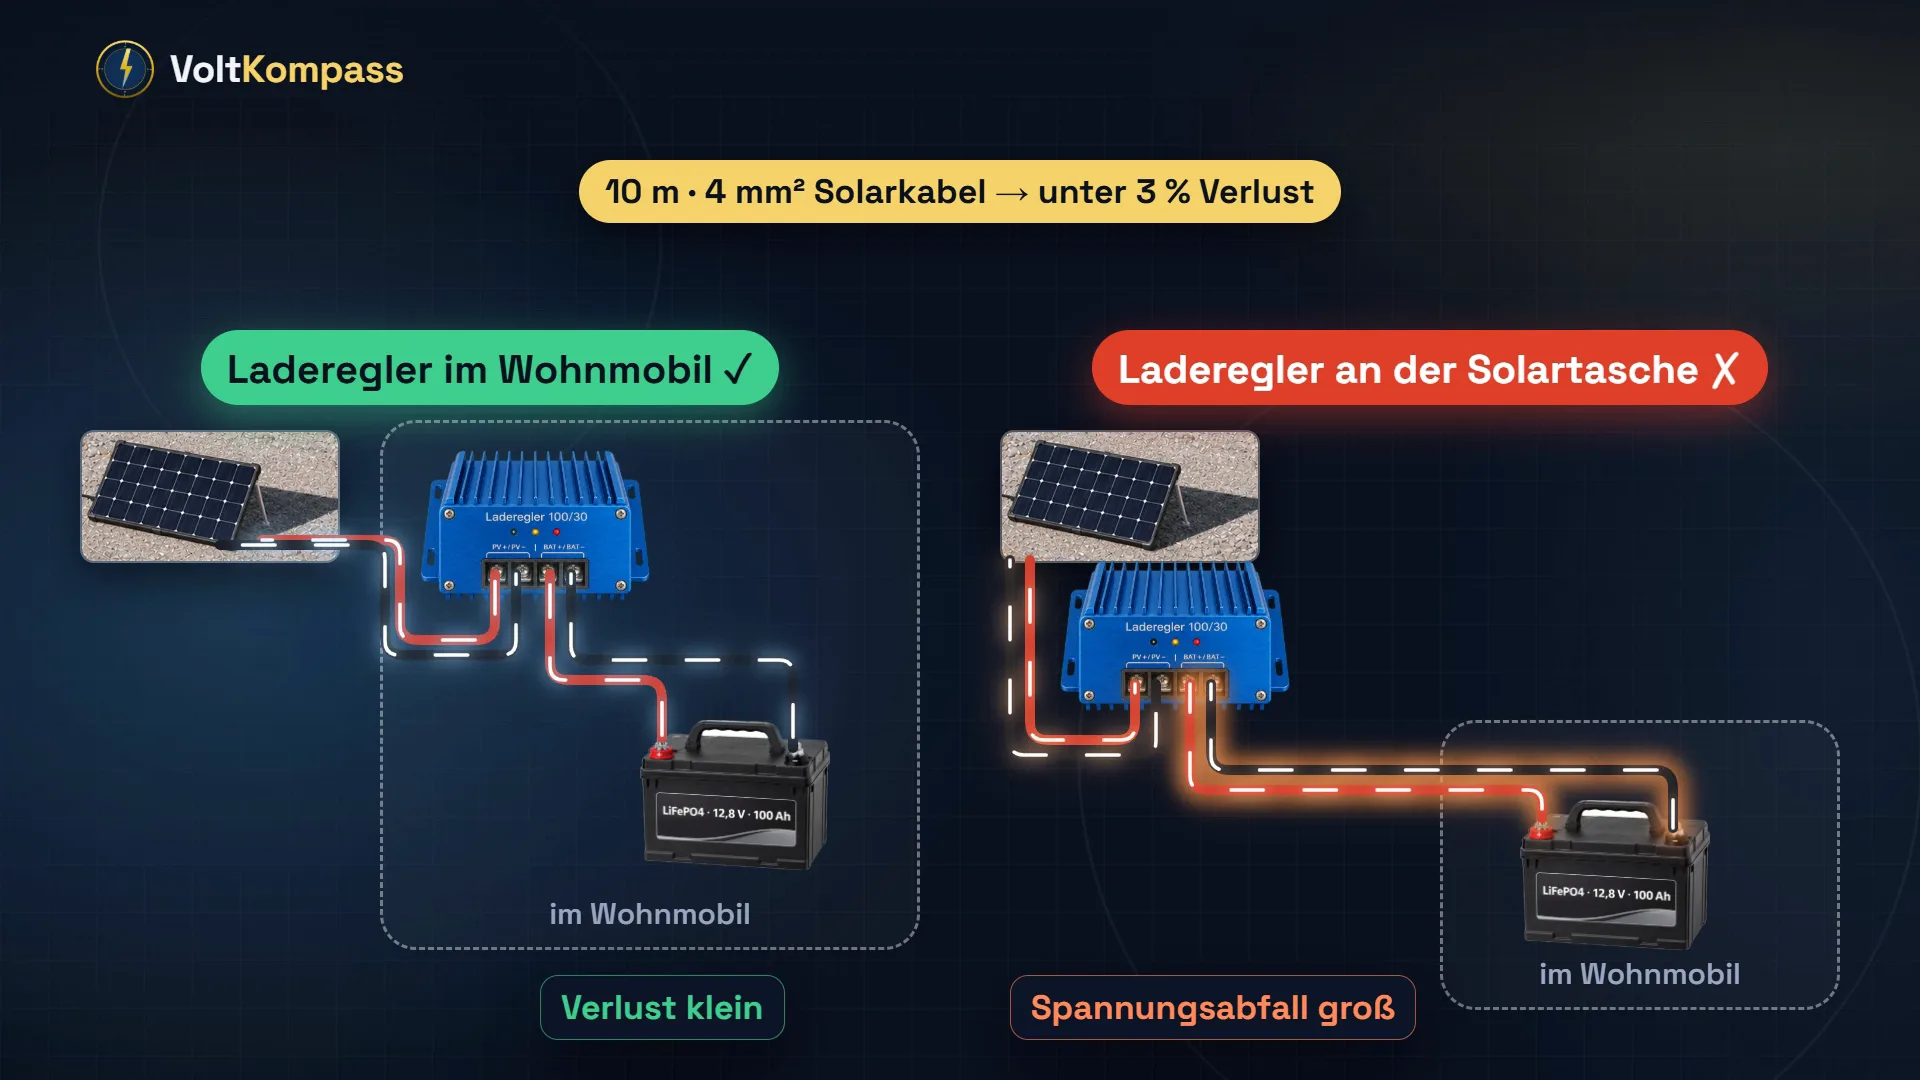 VoltKompass
10 m · 4 mm² Solarkabel → unter 3 % Verlust
Laderegler im Wohnmobil ✓
Laderegler 100/30
PV+/PV− | BAT+/BAT−
LiFePO4 · 12,8 V · 100 Ah
im Wohnmobil
Verlust klein
Laderegler an der Solartasche ✗
Laderegler 100/30
PV+/PV− | BAT+/BAT−
LiFePO4 · 12,8 V · 100 Ah
im Wohnmobil
Spannungsabfall groß